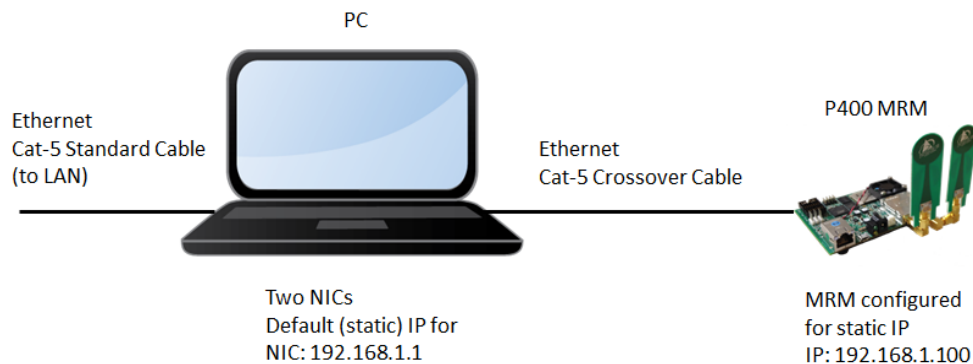 PC
Ethernet
Cat-5 Standard Cable
(to LAN)
Ethernet
Cat-5 Crossover Cable
P400 MRM
Two NICs
Default (static) IP for
NIC: 192.168.1.1
MRM configured
for static IP
IP: 192.168.1.100